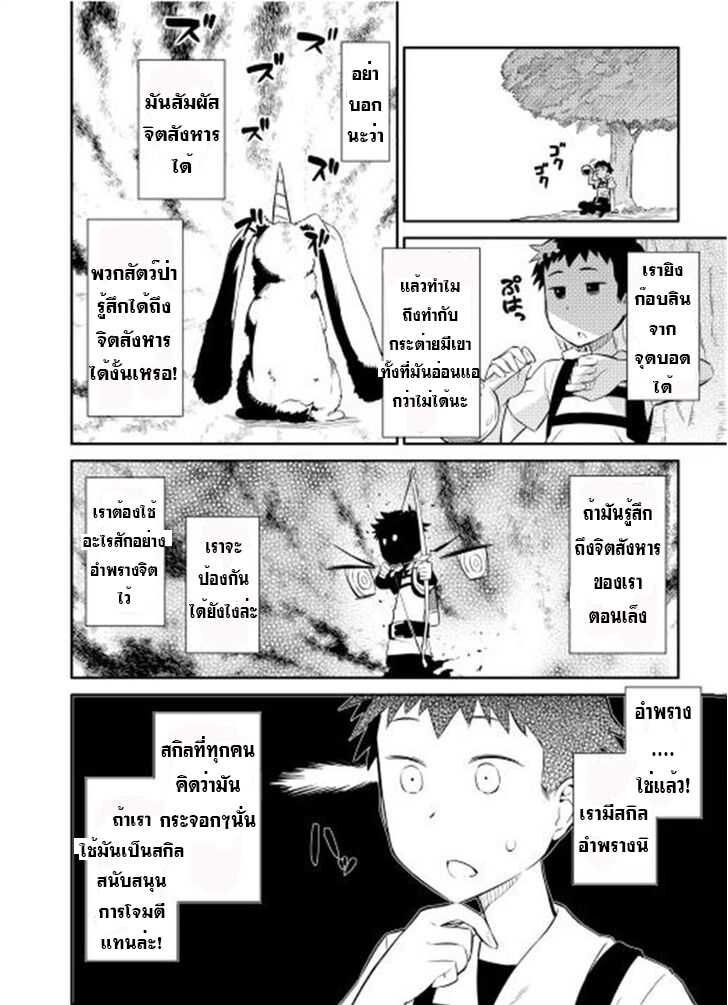 ゴク
ゴク
เรายิง
ก๊อบลิน
จาก
จุดบอด
ได้
ぷはっ
แล้วทำไม
ถึงทำกับ
กระต่ายมีเขา
ทั้งที่มันอ่อนแอ
กว่าไม่ได้นะ
อย่า
บอก
นะว่า
ズズ
ズズ
ズズ
ズズ
มันสัมผัส
จิตสังหาร
ได้
พวกสัตว์ป่า
รู้สึกได้ถึง
จิตสังหาร
ได้งั้นเหรอ!
ถ้ามันรู้สึก
ถึงจิตสังหาร
ของเรา
ตอนเล็ง
เราจะ
ป้องกัน
ได้ยังไงล่ะ
เราต้องใช้
อะไรสักอย่าง
อำพรางจิต
ไว้
อำพราง
....
ใช่แล้ว!
เรามีสกิล
อำพรางนิ
สกิลที่ทุกคน
คิดว่ามัน
กระจอกๆนั่น
ถ้าเรา
ใช้มันเป็นสกิล
สนับสนุน
การโจมตี
แทนล่ะ!